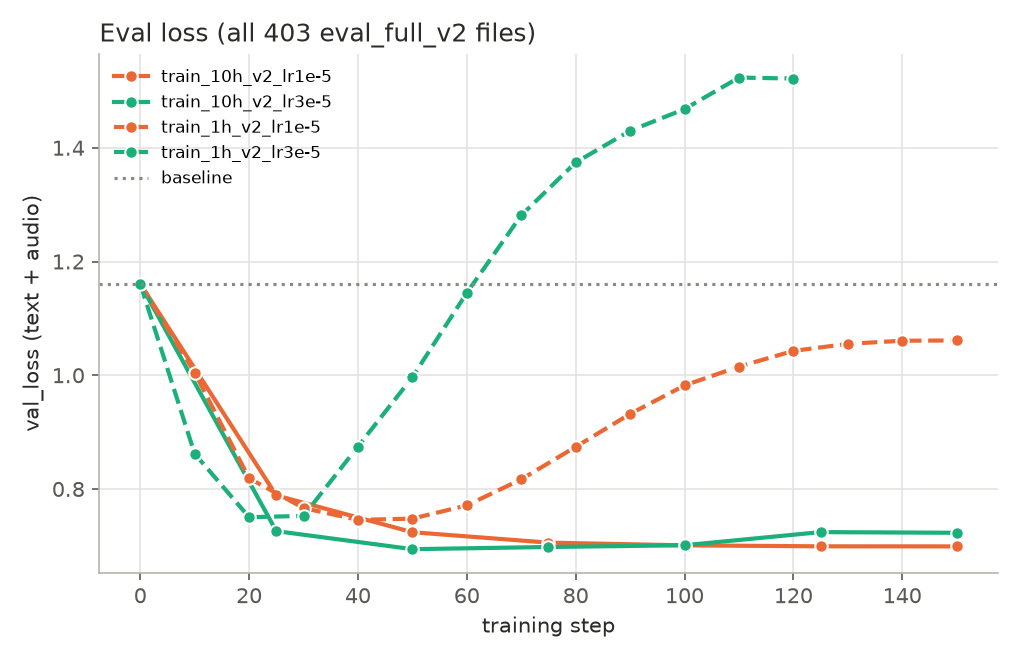 Eval loss (all 403 eval_full_v2 files)
train_10h_v2_lr1e-5
train_10h_v2_lr3e-5
train_1h_v2_lr1e-5
train_1h_v2_lr3e-5
baseline
1.4
1.2
1.0
0.8
val_loss (text + audio)
0 20 40 60 80 100 120 140
training step